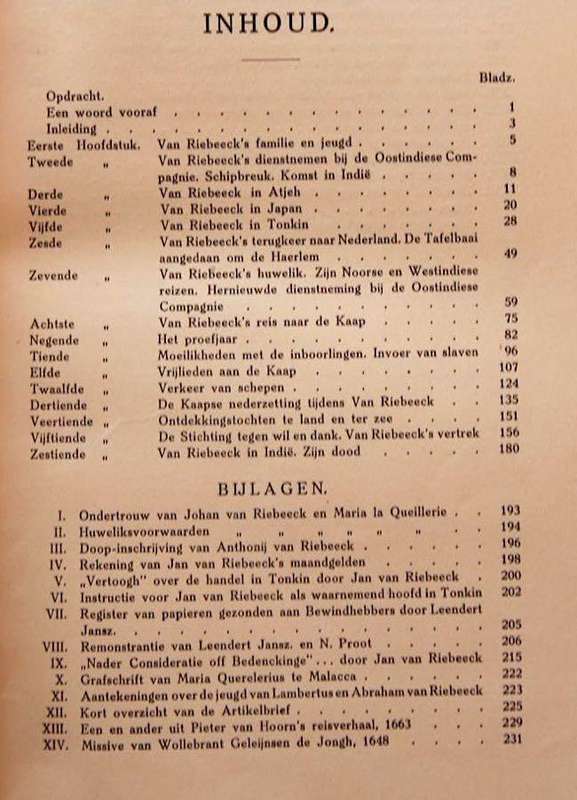 INHOUD.
Bladz.
Opdracht.
Een woord vooraf . . . . . . . . . . . . . 1
Inleiding . . . . . . . . . . . . . . . 3
Eerste Hoofdstuk. Van Riebeeck's familie en jeugd . . . . . . 5
Tweede „ Van Riebeeck's dienstnemen bij de Oostindiese Com-
pagnie. Schipbreuk. Komst in Indië . . . . . 8
Derde „ Van Riebeeck in Atjeh . . . . . . . . 11
Vierde „ Van Riebeeck in Japan . . . . . . . . 20
Vijfde „ Van Riebeeck in Tonkin . . . . . . . 28
Zesde „ Van Riebeeck's terugkeer naar Nederland. De Tafelbaai
aangedaan om de Haerlem . . . . . . . 49
Zevende „ Van Riebeeck's huwelik. Zijn Noorse en Westindiese
reizen. Hernieuwde dienstneming bij de Oostindiese
Compagnie . . . . . . . . . . . 59
Achtste „ Van Riebeeck's reis naar de Kaap . . . . . 75
Negende „ Het proefjaar . . . . . . . . . . . 82
Tiende „ Moeilikheden met de inboorlingen. Invoer van slaven 96
Elfde „ Vrijlieden aan de Kaap . . . . . . . . 107
Twaalfde „ Verkeer van schepen . . . . . . . . . 124
Dertiende „ De Kaapse nederzetting tijdens Van Riebeeck . . 135
Veertiende „ Ontdekkingstochten te land en ter zee . . . . 151
Vijftiende „ De Stichting tegen wil en dank. Van Riebeeck's vertrek 156
Zestiende „ Van Riebeeck in Indië. Zijn dood . . . . . 180
BIJLAGEN.
I. Ondertrouw van Johan van Riebeeck en Maria la Queillerie . . 193
II. Huweliksvoorwaarden „ „ „ „ „ „ . . 194
III. Doop-inschrijving van Anthonij van Riebeeck . . . . . . 196
IV. Rekening van Jan van Riebeeck's maandgelden . . . . . 198
V. „Vertoogh" over de handel in Tonkin door Jan van Riebeeck . 200
VI. Instructie voor Jan van Riebeeck als waarnemend hoofd in Tonkin 202
VII. Register van papieren gezonden aan Bewindhebbers door Leendert
Jansz. . . . . . . . . . . . . . . . . 205
VIII. Remonstrantie van Leendert Jansz. en N. Proot . . . . . 206
IX. „Nader Consideratie off Bedenckinge" ... door Jan van Riebeeck 215
X. Grafschrift van Maria Querelerius te Malacca . . . . . . 222
XI. Aantekeningen over de jeugd van Lambertus en Abraham van Riebeeck 223
XII. Kort overzicht van de Artikelbrief . . . . . . . . . 225
XIII. Een en ander uit Pieter van Hoorn's reisverhaal, 1663 . . . . 229
XIV. Missive van Wollebrant Geleijnsen de Jongh, 1648 . . . . 231